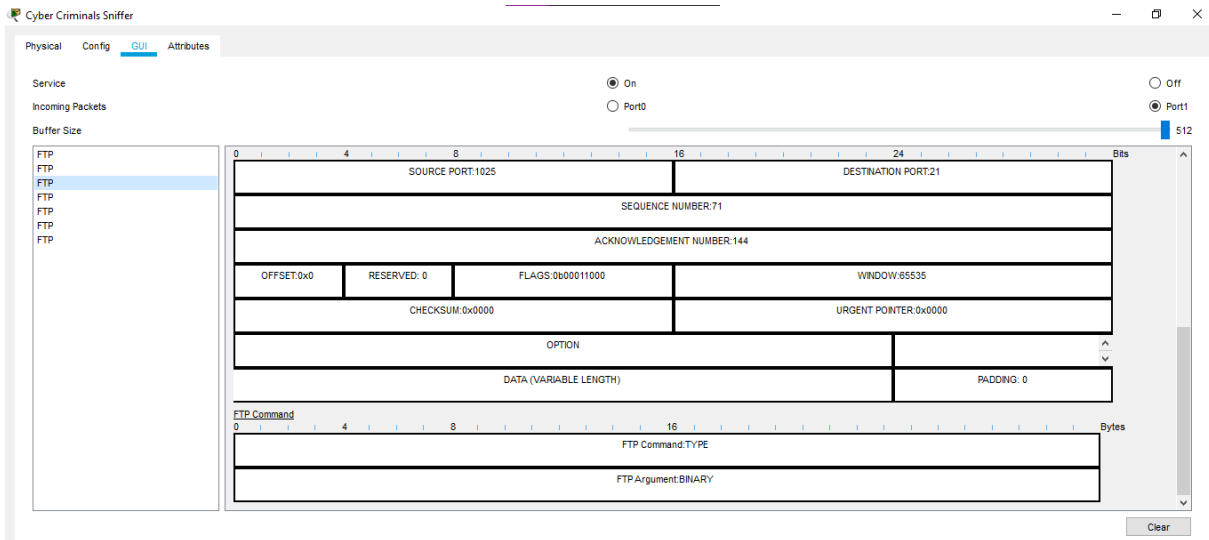 Cyber Criminals Sniffer
Physical Config GUI Attributes
Service On Off
Incoming Packets Port0 Port1
Buffer Size 512
FTP
FTP
FTP
FTP
FTP
FTP
FTP
0 4 8 16 24 Bits
SOURCE PORT:1025 DESTINATION PORT:21
SEQUENCE NUMBER:71
ACKNOWLEDGEMENT NUMBER:144
OFFSET:0x0 RESERVED: 0 FLAGS:0b00011000 WINDOW:65535
CHECKSUM:0x0000 URGENT POINTER:0x0000
OPTION
DATA (VARIABLE LENGTH) PADDING: 0
FTP Command
0 4 8 16 Bytes
FTP Command:TYPE
FTP Argument:BINARY
Clear